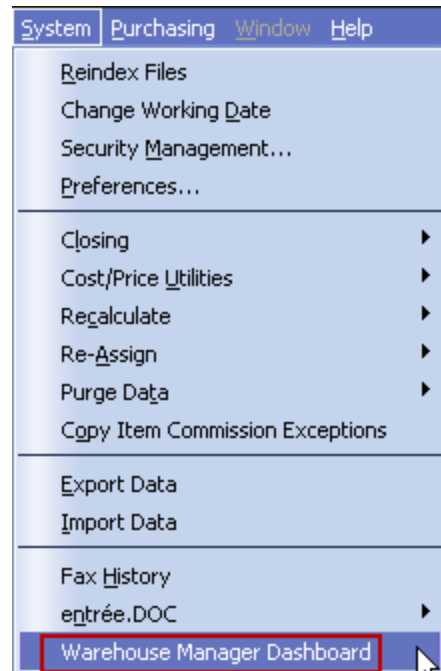 System Purchasing Window Help
Reindex Files
Change Working Date
Security Management...
Preferences...
Closing
Cost/Price Utilities
Recalculate
Re-Assign
Purge Data
Copy Item Commission Exceptions
Export Data
Import Data
Fax History
entrée.DOC
Warehouse Manager Dashboard